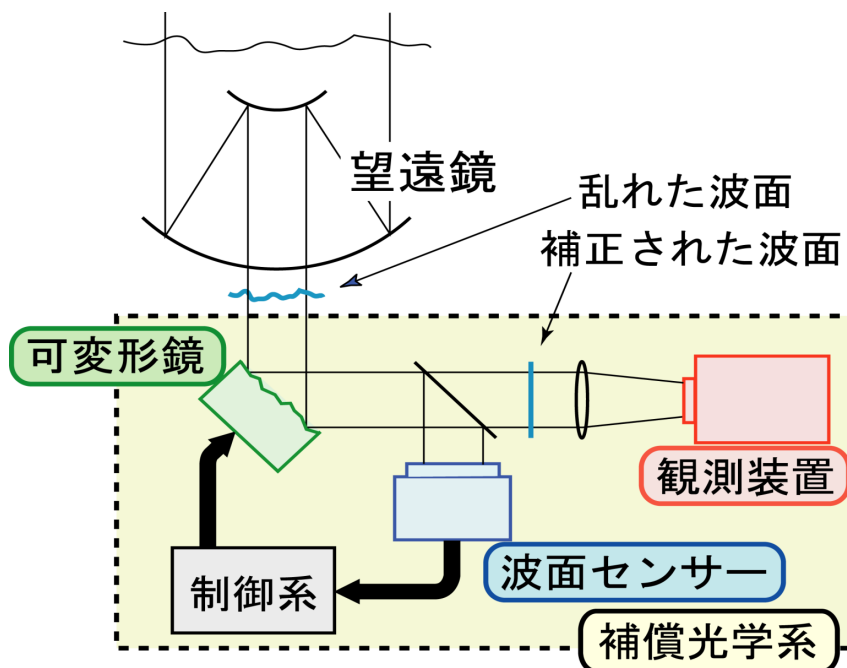 望遠鏡
乱れた波面
補正された波面
可変形鏡
観測装置
波面センサー
制御系
補償光学系